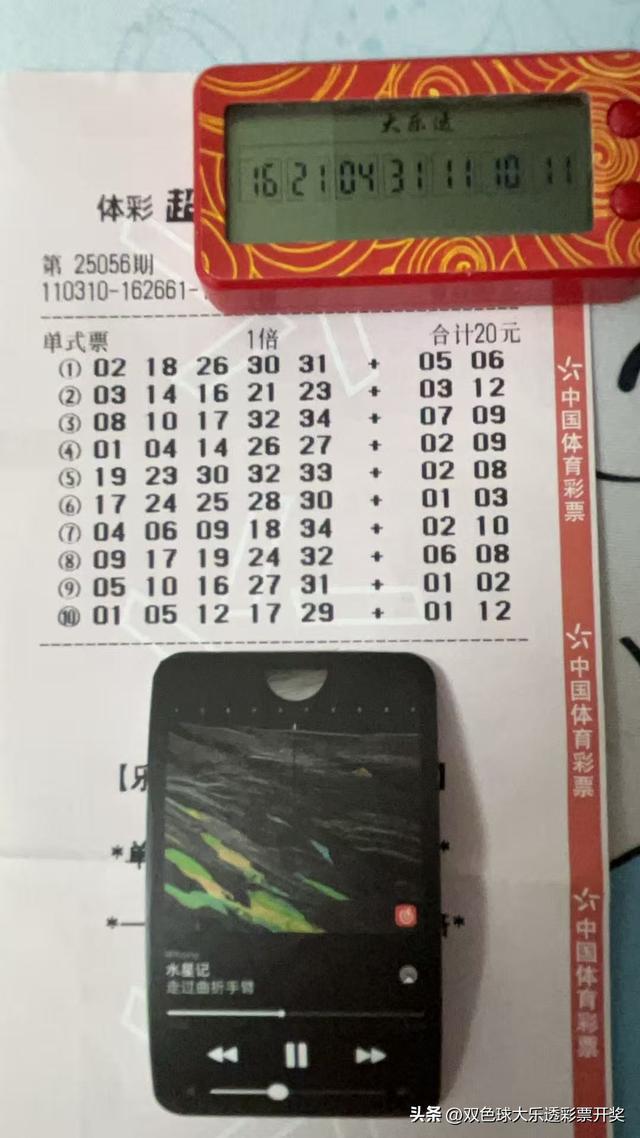 大乐透
16 21 04 31 11 10 11
体彩 超
第 25056期
110310-162661-
单式票 1倍 合计20元
① 02 18 26 30 31 + 05 06
② 03 14 16 21 23 + 03 12
③ 08 10 17 32 34 + 07 09
④ 01 04 14 26 27 + 02 09
⑤ 19 23 30 32 33 + 02 08
⑥ 17 24 25 28 30 + 01 03
⑦ 04 06 09 18 34 + 02 10
⑧ 09 17 19 24 32 + 06 08
⑨ 05 10 16 27 31 + 01 02
⑩ 01 05 12 17 29 + 01 12
中国体育彩票
中国体育彩票
中国体育彩票
【乐
*单
*—
*
iPhone
水星记
走过曲折手臂
头条 @双色球大乐透彩票开奖